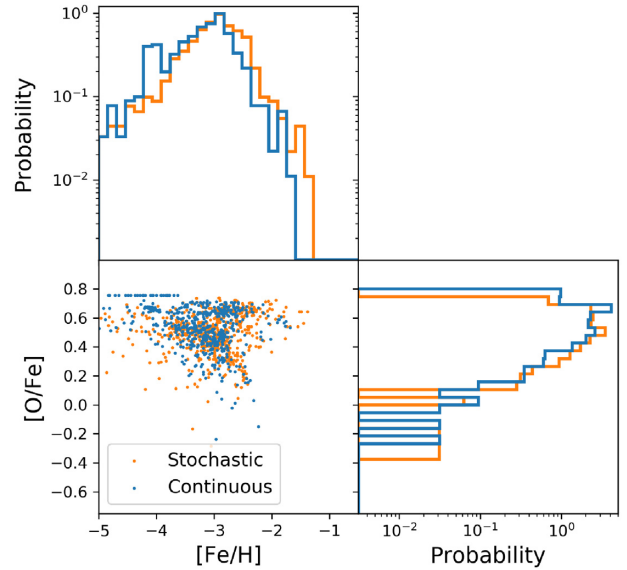 Probability
10⁰
10⁻¹
10⁻²
[O/Fe]
0.8
0.6
0.4
0.2
0.0
−0.2
−0.4
−0.6
Stochastic
Continuous
−5 −4 −3 −2 −1
[Fe/H]
10⁻² 10⁻¹ 10⁰
Probability